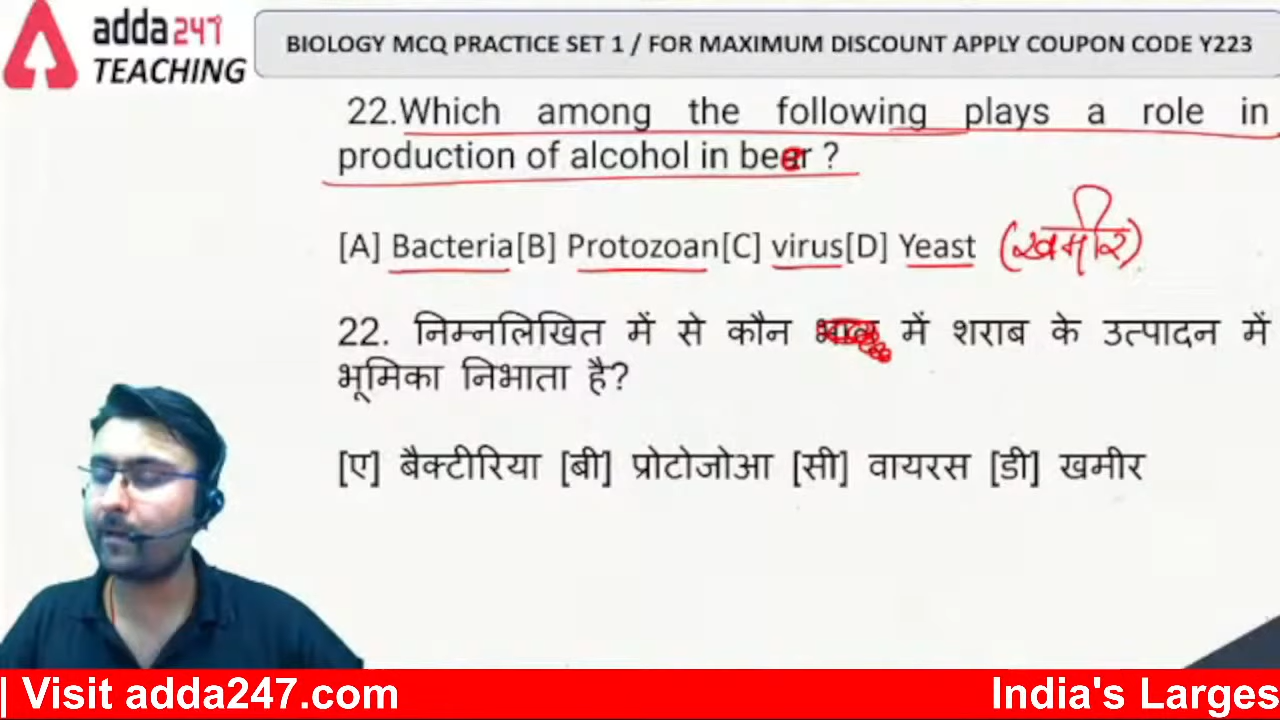 adda247
TEACHING
BIOLOGY MCQ PRACTICE SET 1 / FOR MAXIMUM DISCOUNT APPLY COUPON CODE Y223
22.Which among the following plays a role in
production of alcohol in beer ?
[A] Bacteria[B] Protozoan[C] virus[D] Yeast (खमीर)
22. निम्नलिखित में से कौन में शराब के उत्पादन में
भूमिका निभाता है?
[ए] बैक्टीरिया [बी] प्रोटोजोआ [सी] वायरस [डी] खमीर
| Visit adda247.com
India's Larges